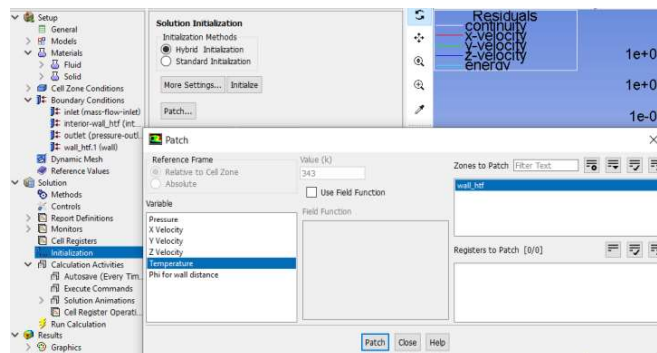 Setup
General
Models
Materials
Fluid
Solid
Cell Zone Conditions
Boundary Conditions
inlet (mass-flow-inlet)
interior-wall_htf (int...
outlet (pressure-outl...
wall_htf.1 (wall)
Dynamic Mesh
Reference Values
Solution
Methods
Controls
Report Definitions
Monitors
Cell Registers
Initialization
Calculation Activities
Autosave (Every Tim...
Execute Commands
Solution Animations
Cell Register Operati...
Run Calculation
Results
Graphics
Solution Initialization
Initialization Methods
Hybrid Initialization
Standard Initialization
More Settings... Initialize
Patch...
Residuals
continuity
x-velocity
y-velocity
z-velocity
energy
1e+0
1e+0
1e-0
Patch
Reference Frame
Relative to Cell Zone
Absolute
Variable
Pressure
X Velocity
Y Velocity
Z Velocity
Temperature
Phi for wall distance
Value (k)
343
Use Field Function
Field Function
Zones to Patch Filter Text
wall_htf
Registers to Patch [0/0]
Patch Close Help